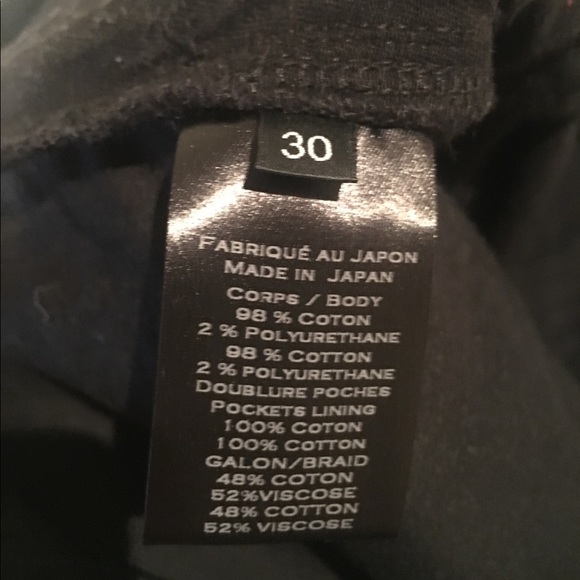 30
FABRIQUÉ AU JAPON
MADE IN JAPAN
CORPS / BODY
98 % COTON
2 % POLYURETHANE
98 % COTTON
2 % POLYURETHANE
DOUBLURE POCHES
POCKETS LINING
100% COTON
100% COTTON
GALON/BRAID
48% COTON
52%VISCOSE
48% COTTON
52% VISCOSE